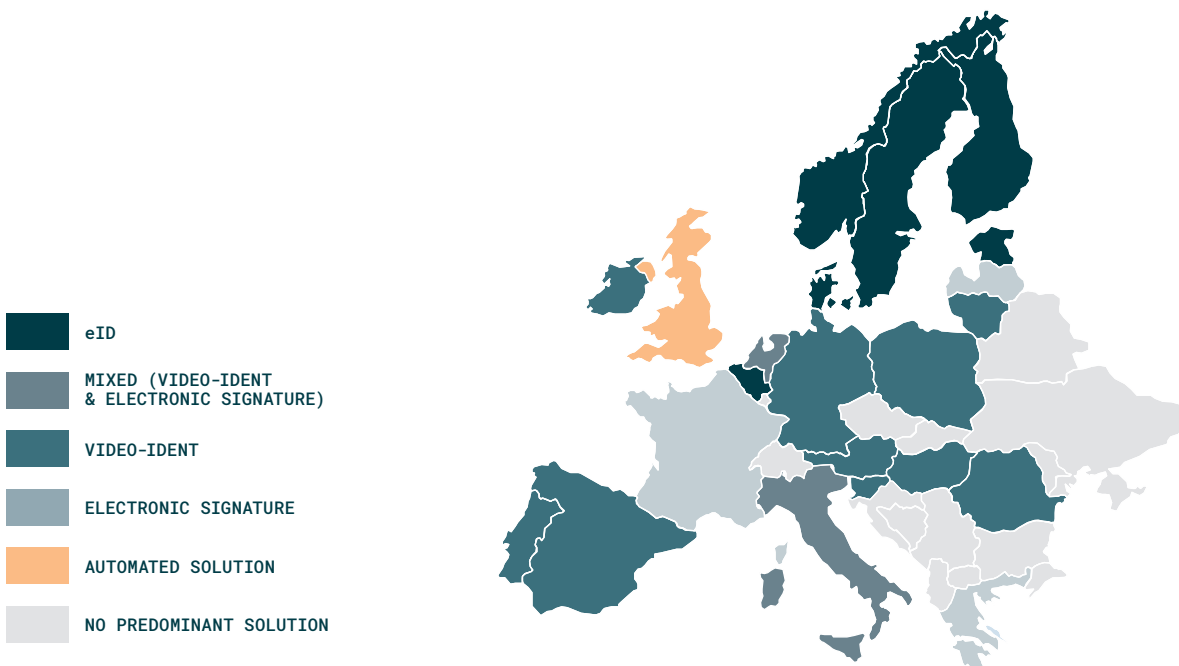 eID
MIXED (VIDEO-IDENT
& ELECTRONIC SIGNATURE)
VIDEO-IDENT
ELECTRONIC SIGNATURE
AUTOMATED SOLUTION
NO PREDOMINANT SOLUTION